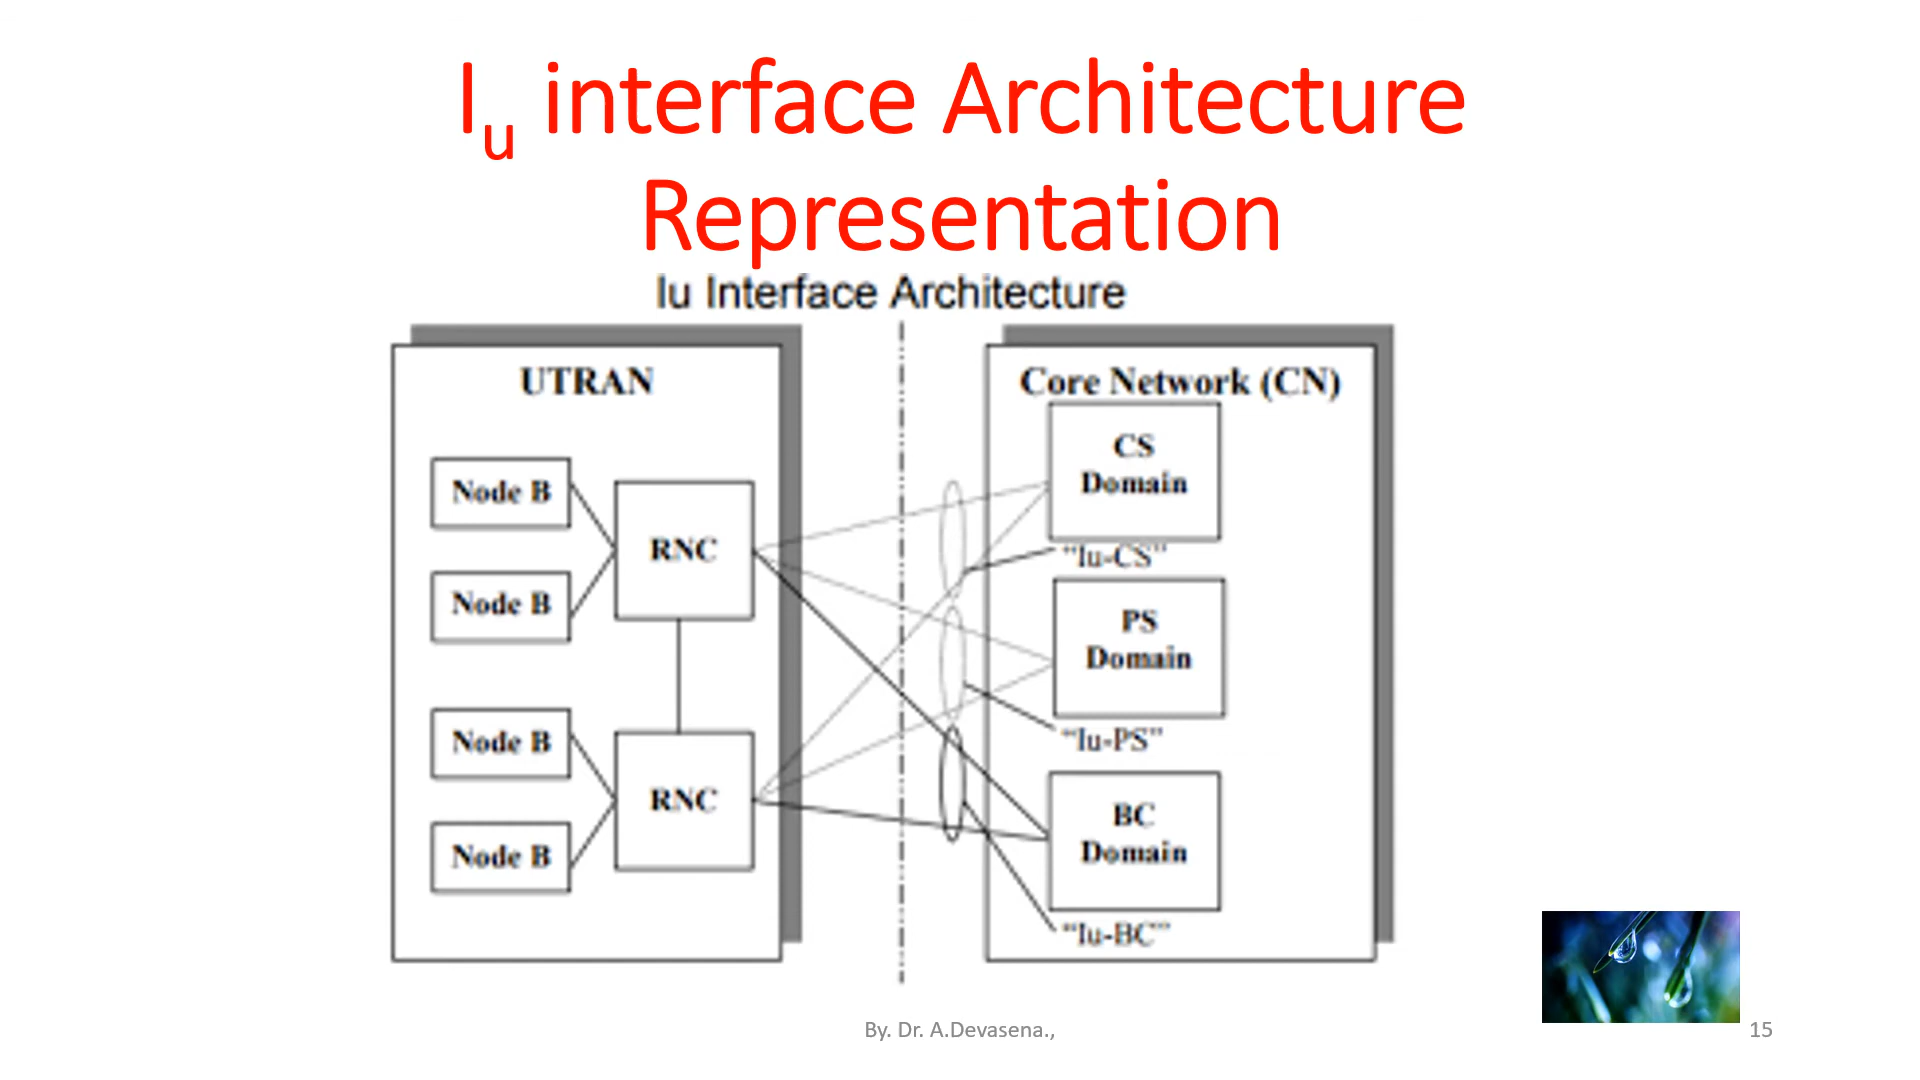 Iu interface Architecture
Representation
Iu Interface Architecture
UTRAN
Node B
Node B
RNC
Node B
Node B
RNC
Core Network (CN)
CS
Domain
“Iu-CS”
PS
Domain
“Iu-PS”
BC
Domain
“Iu-BC”
By. Dr. A.Devasena.,
15